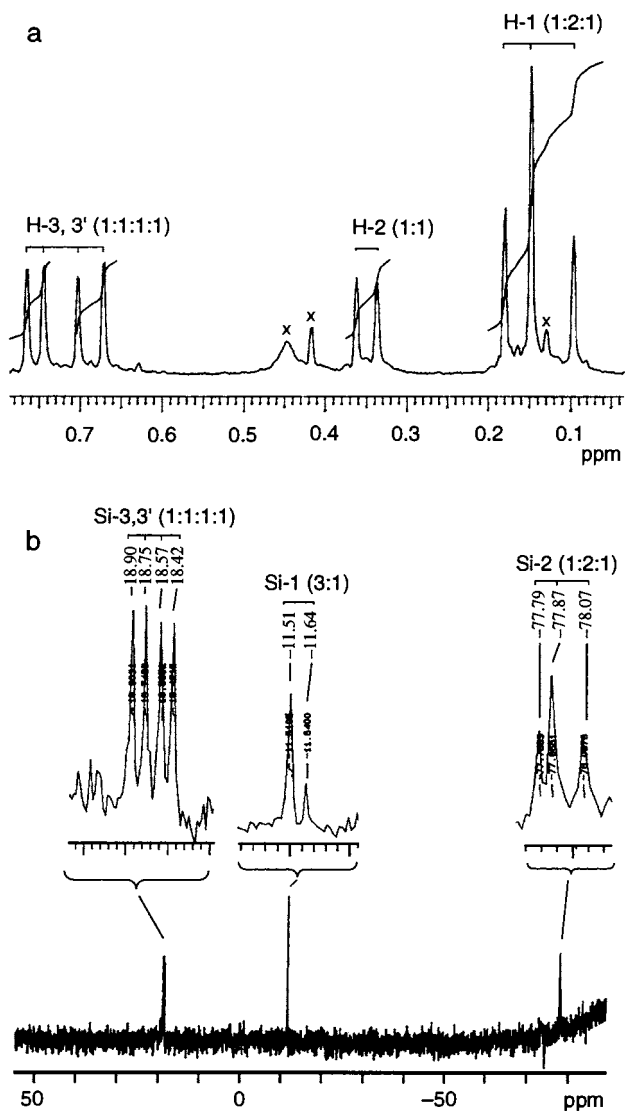 a
H-1 (1:2:1)
H-3, 3' (1:1:1:1)
H-2 (1:1)
x
x
x
0.7 0.6 0.5 0.4 0.3 0.2 0.1
ppm
b
Si-3,3' (1:1:1:1)
18.90
18.75
18.57
18.42
Si-1 (3:1)
-11.51
-11.64
Si-2 (1:2:1)
-77.79
-77.87
-78.07
50 0 -50 ppm